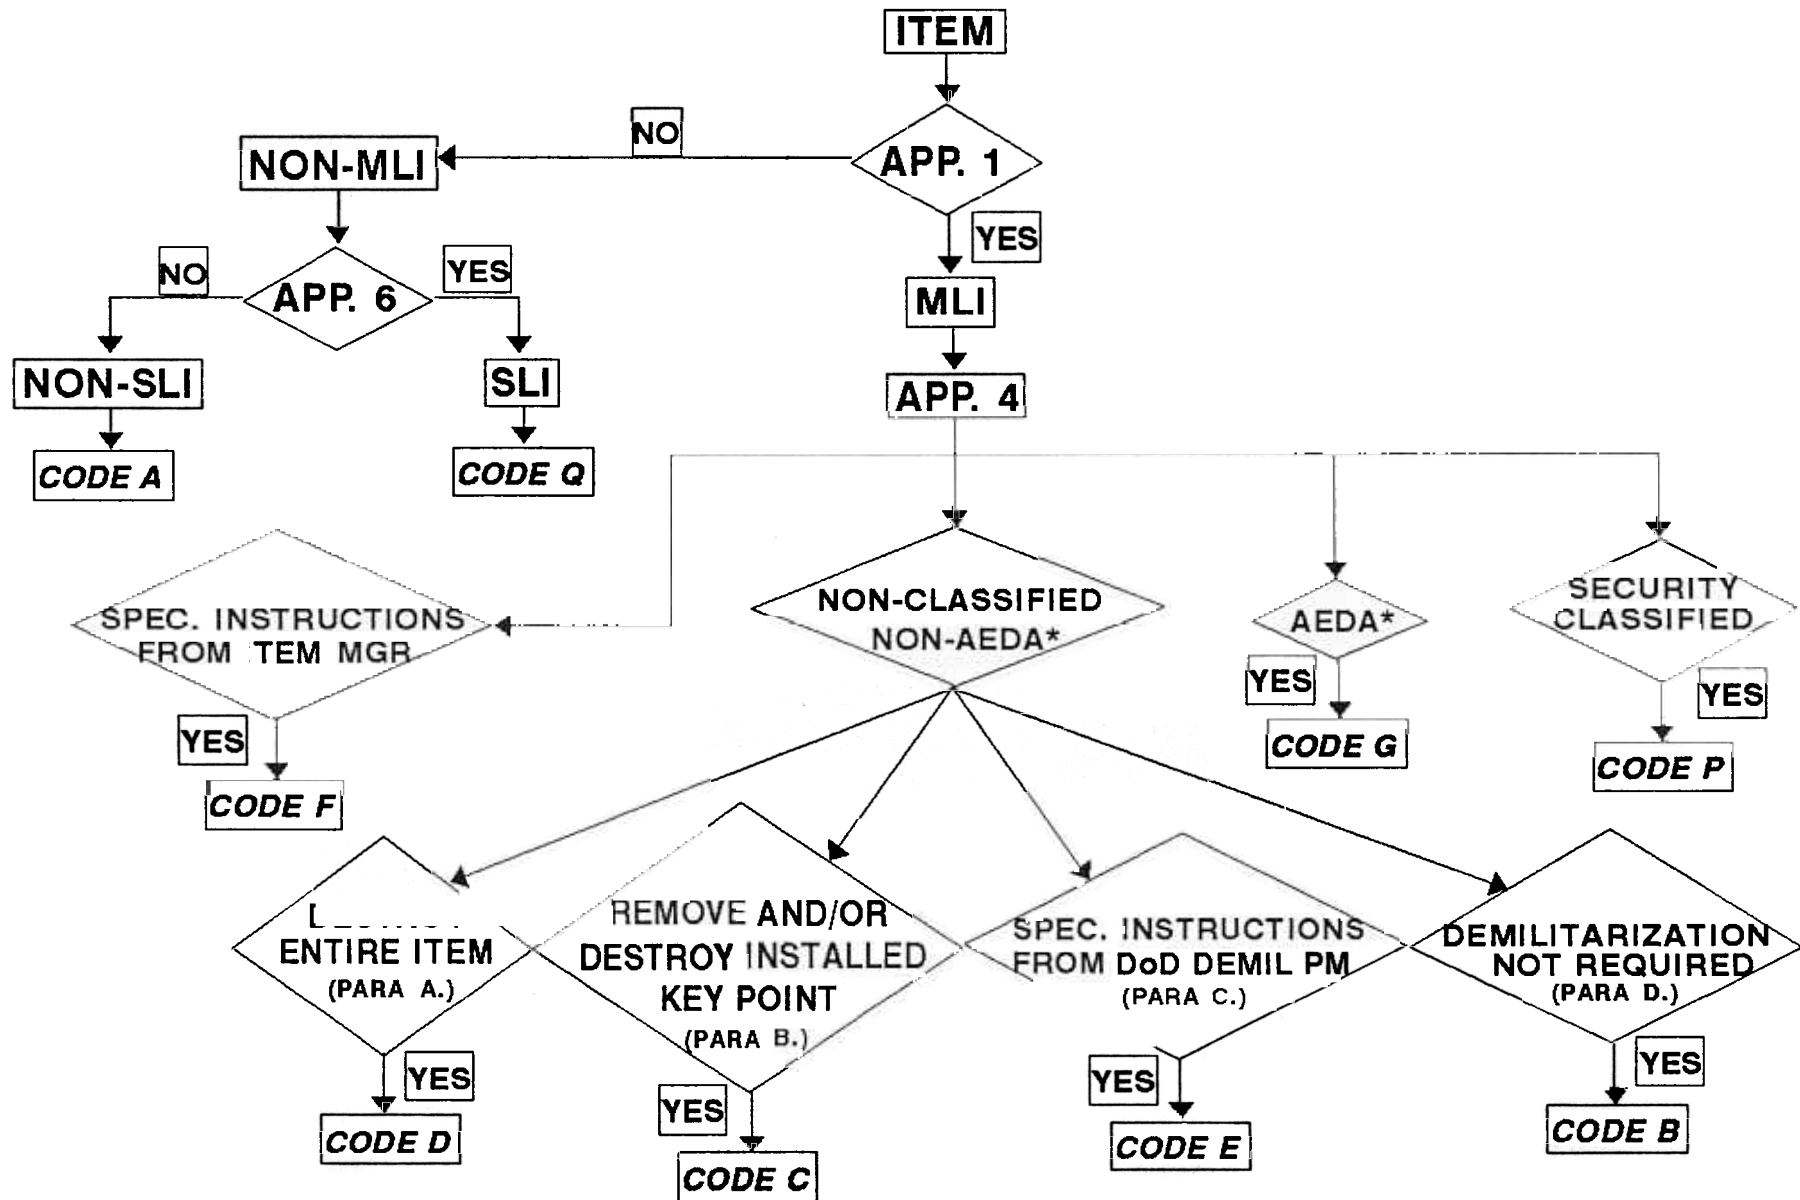 ITEM
NO
APP. 1
NON-MLI
YES
NO
YES
APP. 6
MLI
NON-SLI
SLI
APP. 4
CODE A
CODE Q
SPEC. INSTRUCTIONS
FROM TEM MGR
NON-CLASSIFIED
NON-AEDA*
AEDA*
SECURITY
CLASSIFIED
YES
YES
YES
CODE F
CODE G
CODE P
ENTIRE ITEM
(PARA A.)
REMOVE AND/OR
DESTROY INSTALLED
KEY POINT
(PARA B.)
SPEC. INSTRUCTIONS
FROM DoD DEMIL PM
(PARA C.)
DEMILITARIZATION
NOT REQUIRED
(PARA D.)
YES
YES
YES
YES
CODE D
CODE C
CODE E
CODE B